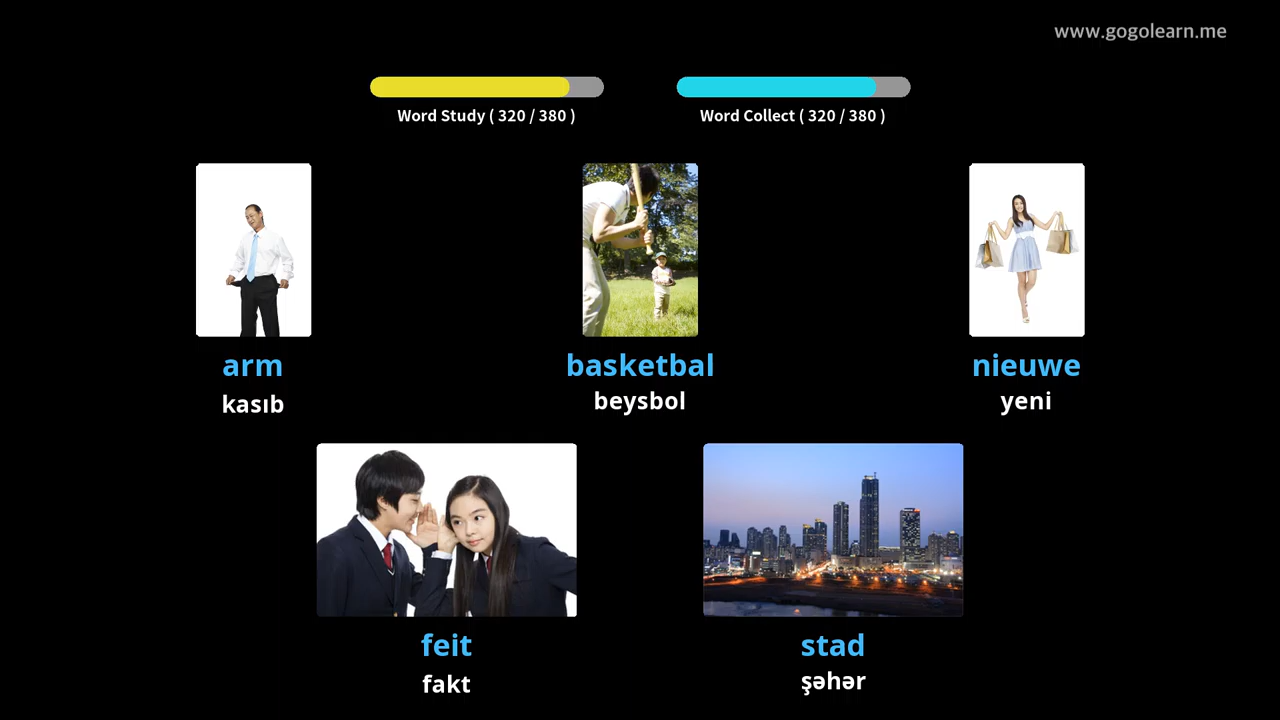 www.gogolearn.me
Word Study ( 320 / 380 )
Word Collect ( 320 / 380 )
arm
kasıb
basketbal
beysbol
nieuwe
yeni
feit
fakt
stad
şəhər